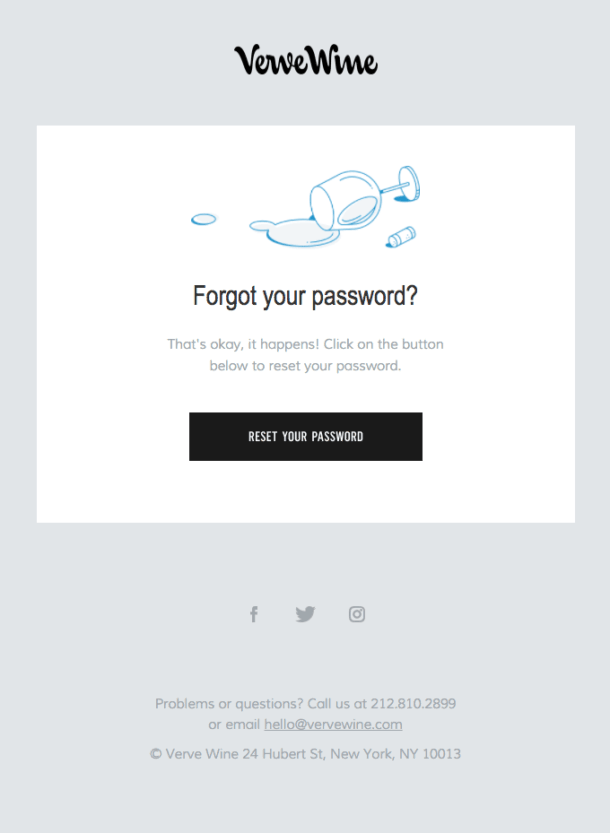 VerveWine
Forgot your password?
That's okay, it happens! Click on the button
below to reset your password.
RESET YOUR PASSWORD
Problems or questions? Call us at 212.810.2899
or email hello@vervewine.com
© Verve Wine 24 Hubert St, New York, NY 10013